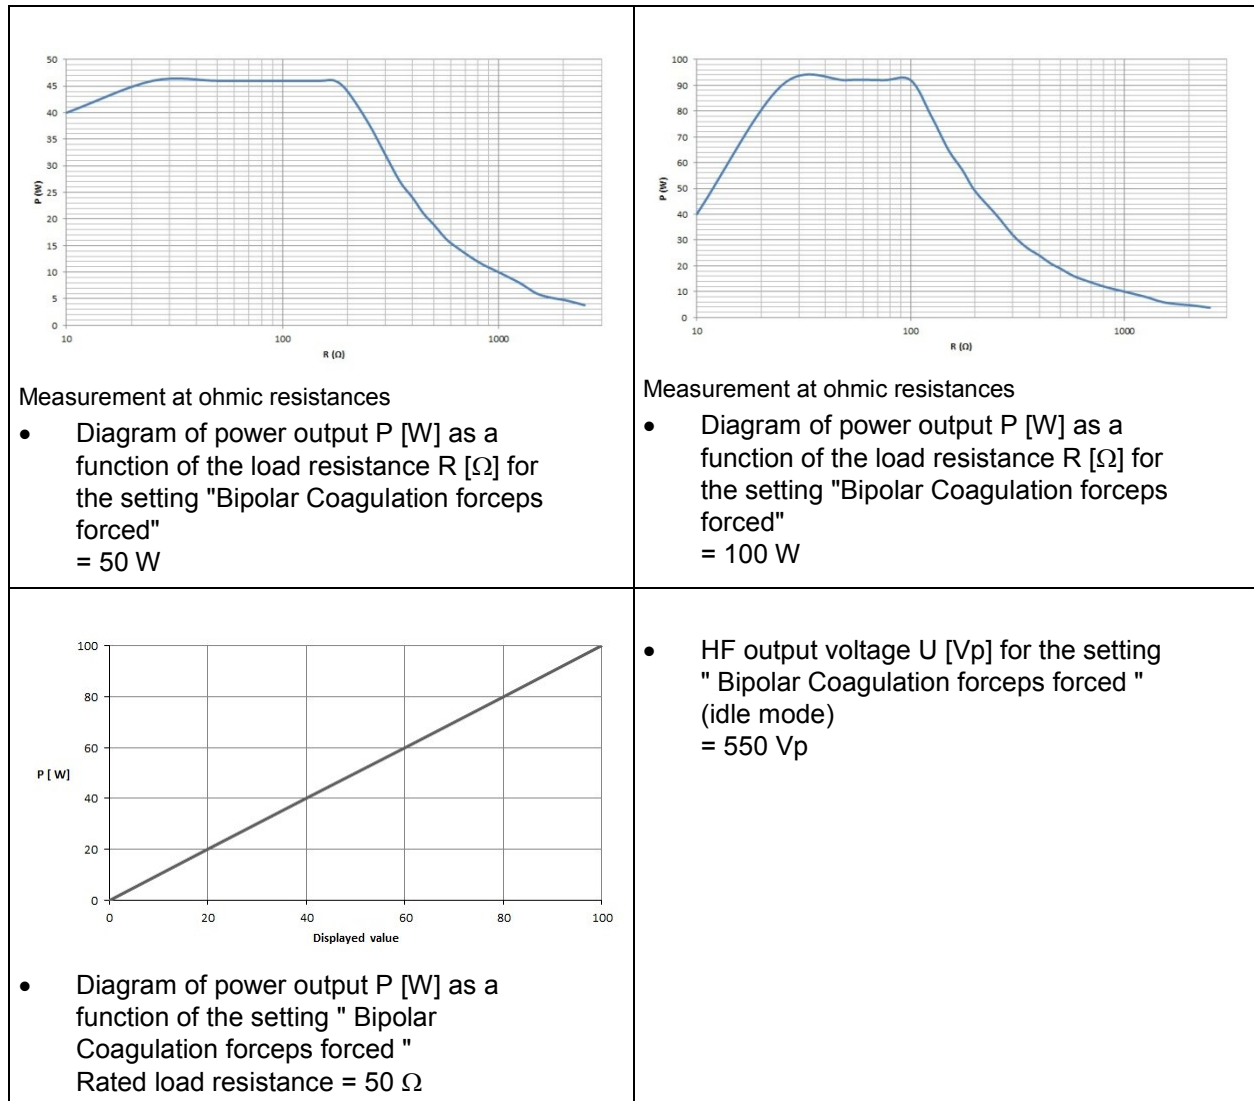 50
45
40
35
30
25
20
15
10
5
0
P (W)
10
100
1000
R (Ω)
Measurement at ohmic resistances
• Diagram of power output P [W] as a
function of the load resistance R [Ω] for
the setting "Bipolar Coagulation forceps
forced"
= 50 W
100
90
80
70
60
50
40
30
20
10
0
P (W)
10
100
1000
R (Ω)
Measurement at ohmic resistances
• Diagram of power output P [W] as a
function of the load resistance R [Ω] for
the setting "Bipolar Coagulation forceps
forced"
= 100 W
100
80
60
40
20
0
P [ W]
0 20 40 60 80 100
Displayed value
• Diagram of power output P [W] as a
function of the setting " Bipolar
Coagulation forceps forced "
Rated load resistance = 50 Ω
• HF output voltage U [Vp] for the setting
" Bipolar Coagulation forceps forced "
(idle mode)
= 550 Vp